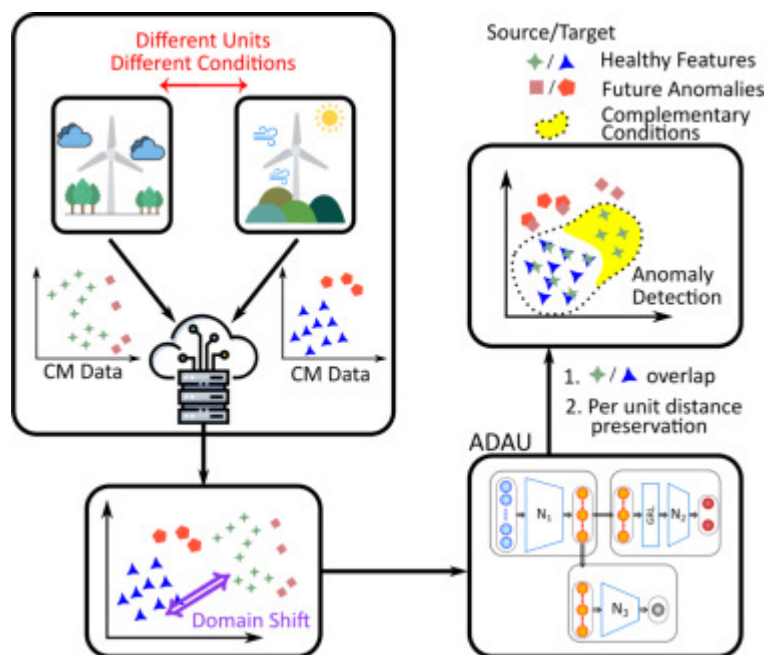 Different Units
Different Conditions
CM Data
CM Data
Domain Shift
Source/Target
/ Healthy Features
/ Future Anomalies
Complementary
Conditions
Anomaly
Detection
1. / overlap
2. Per unit distance
preservation
ADAU
N1
GRL
N2
N3